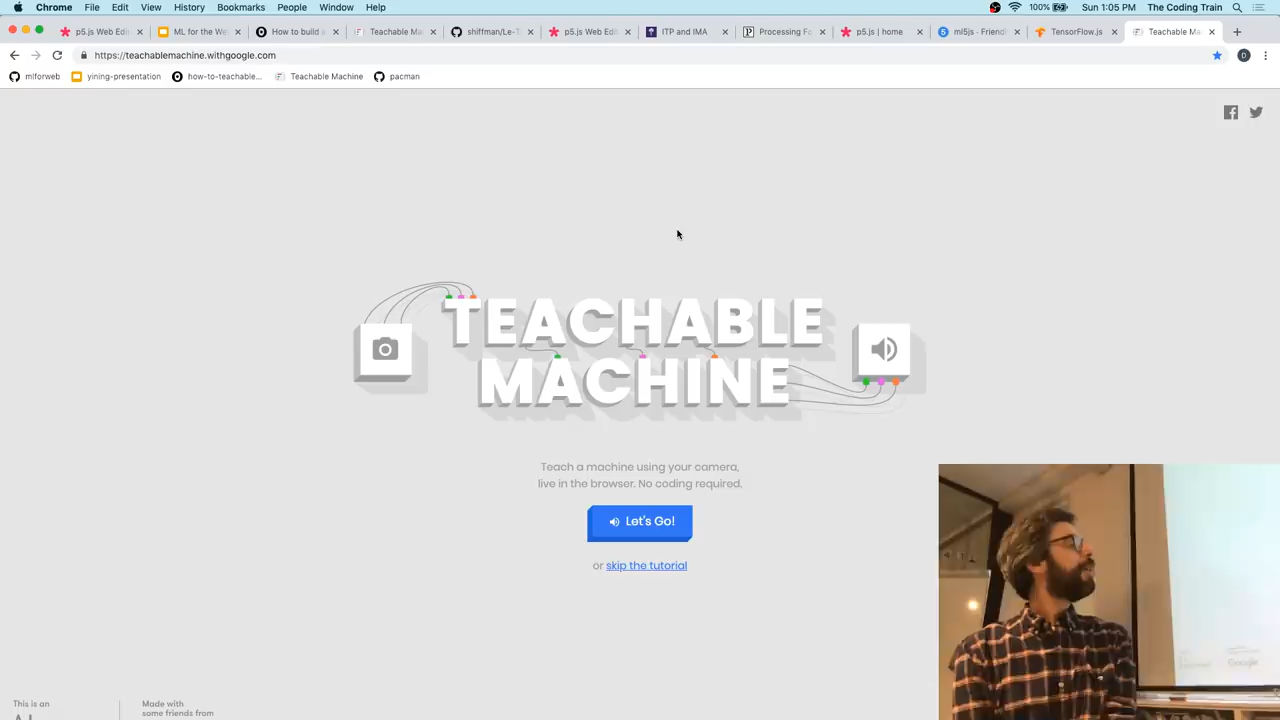 Chrome File Edit View History Bookmarks People Window Help 100% Sun 1:05 PM The Coding Train
p5.js Web Edi ML for the We How to build a Teachable Ma shiffman/Le-T p5.js Web Edi ITP and IMA Processing Fo p5.js | home ml5js · Friendl TensorFlow.js Teachable Ma
https://teachablemachine.withgoogle.com
mlforweb yining-presentation how-to-teachable... Teachable Machine pacman
TEACHABLE
MACHINE
Teach a machine using your camera,
live in the browser. No coding required.
Let's Go!
or skip the tutorial
Google
This is an
Made with
some friends from